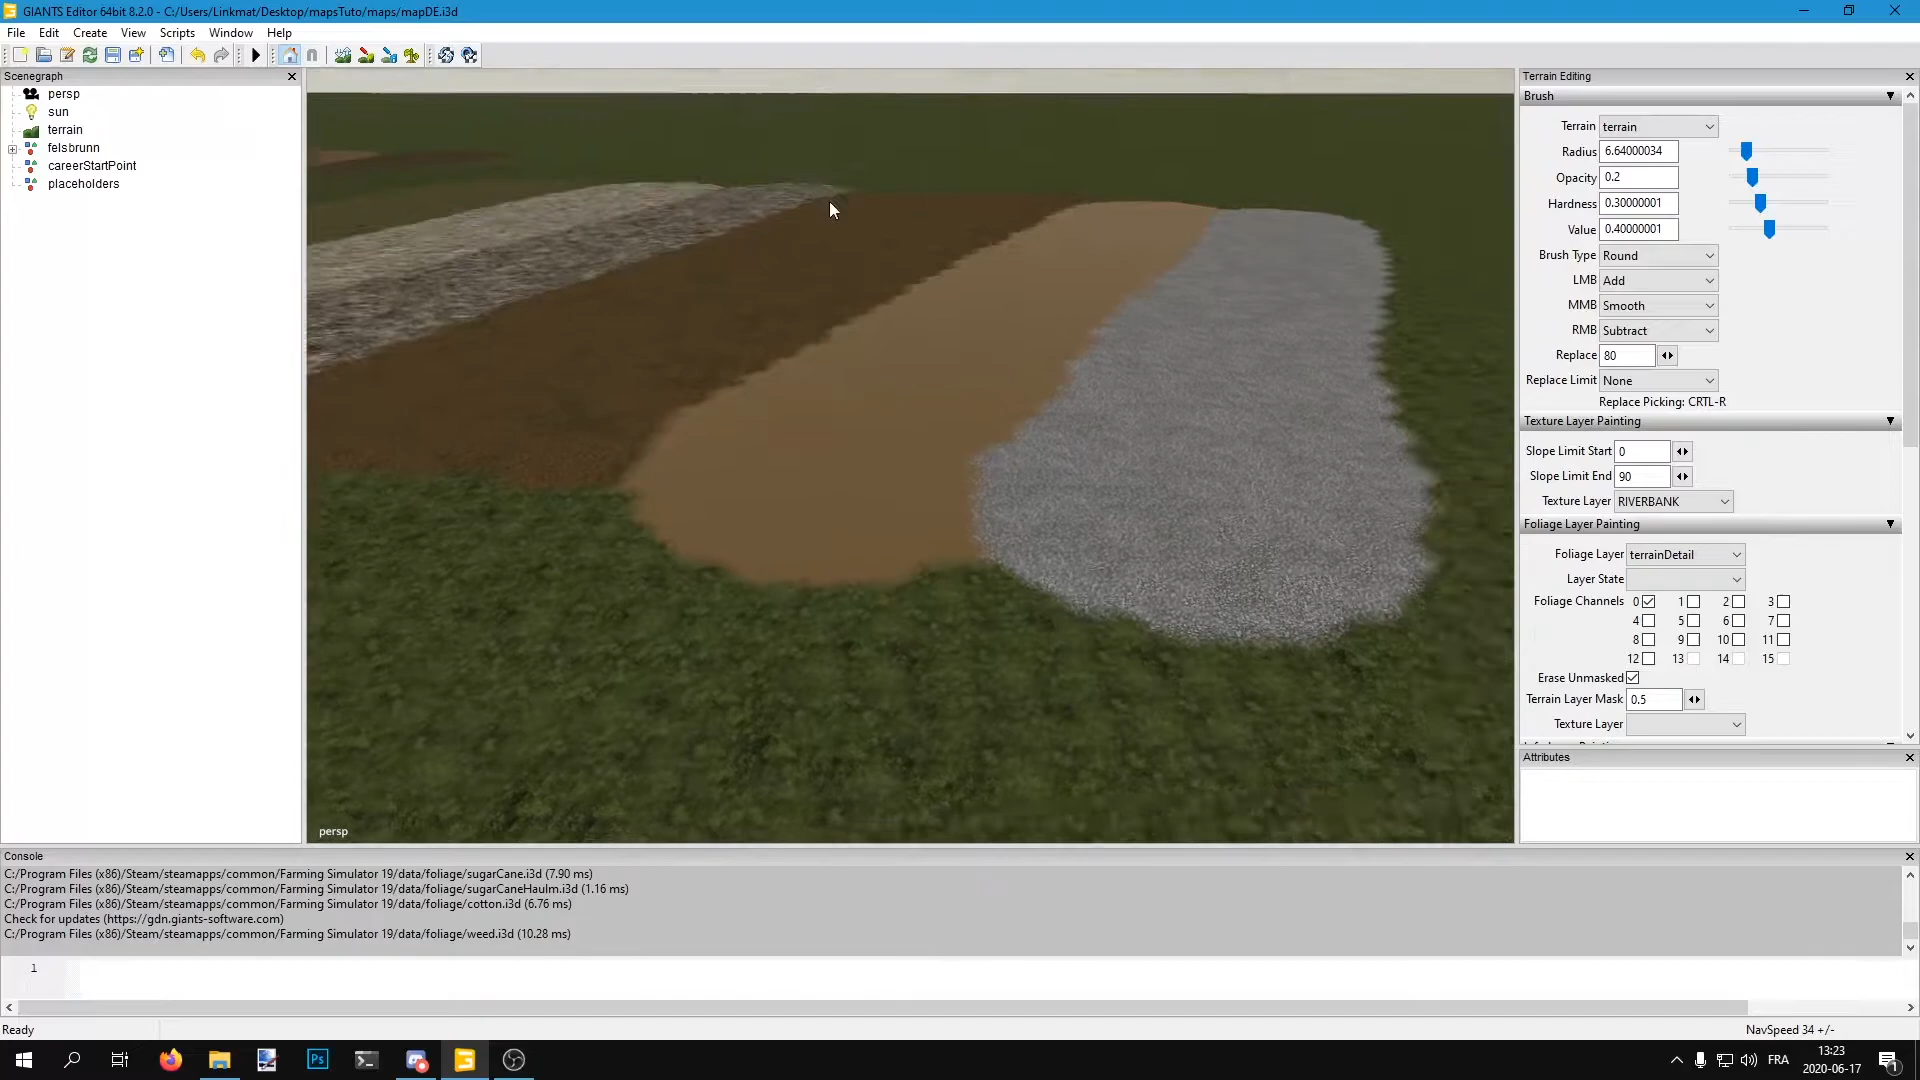 GIANTS Editor 64bit 8.2.0 - C:/Users/Linkmat/Desktop/mapsTuto/maps/mapDE.i3d
File Edit Create View Scripts Window Help
Scenegraph
persp
sun
terrain
felsbrunn
careerStartPoint
placeholders
persp
Terrain Editing
Brush
Terrain terrain
Radius 6.64000034
Opacity 0.2
Hardness 0.30000001
Value 0.40000001
Brush Type Round
LMB Add
MMB Smooth
RMB Subtract
Replace 80
Replace Limit None
Replace Picking: CRTL-R
Texture Layer Painting
Slope Limit Start 0
Slope Limit End 90
Texture Layer RIVERBANK
Foliage Layer Painting
Foliage Layer terrainDetail
Layer State
Foliage Channels 0 1 2 3
4 5 6 7
8 9 10 11
12 13 14 15
Erase Unmasked
Terrain Layer Mask 0.5
Texture Layer
Attributes
Console
C:/Program Files (x86)/Steam/steamapps/common/Farming Simulator 19/data/foliage/sugarCane.i3d (7.90 ms)
C:/Program Files (x86)/Steam/steamapps/common/Farming Simulator 19/data/foliage/sugarCaneHaulm.i3d (1.16 ms)
C:/Program Files (x86)/Steam/steamapps/common/Farming Simulator 19/data/foliage/cotton.i3d (6.76 ms)
Check for updates (https://gdn.giants-software.com)
C:/Program Files (x86)/Steam/steamapps/common/Farming Simulator 19/data/foliage/weed.i3d (10.28 ms)
1
Ready
NavSpeed 34 +/-
Ps
FRA
13:23
2020-06-17
1